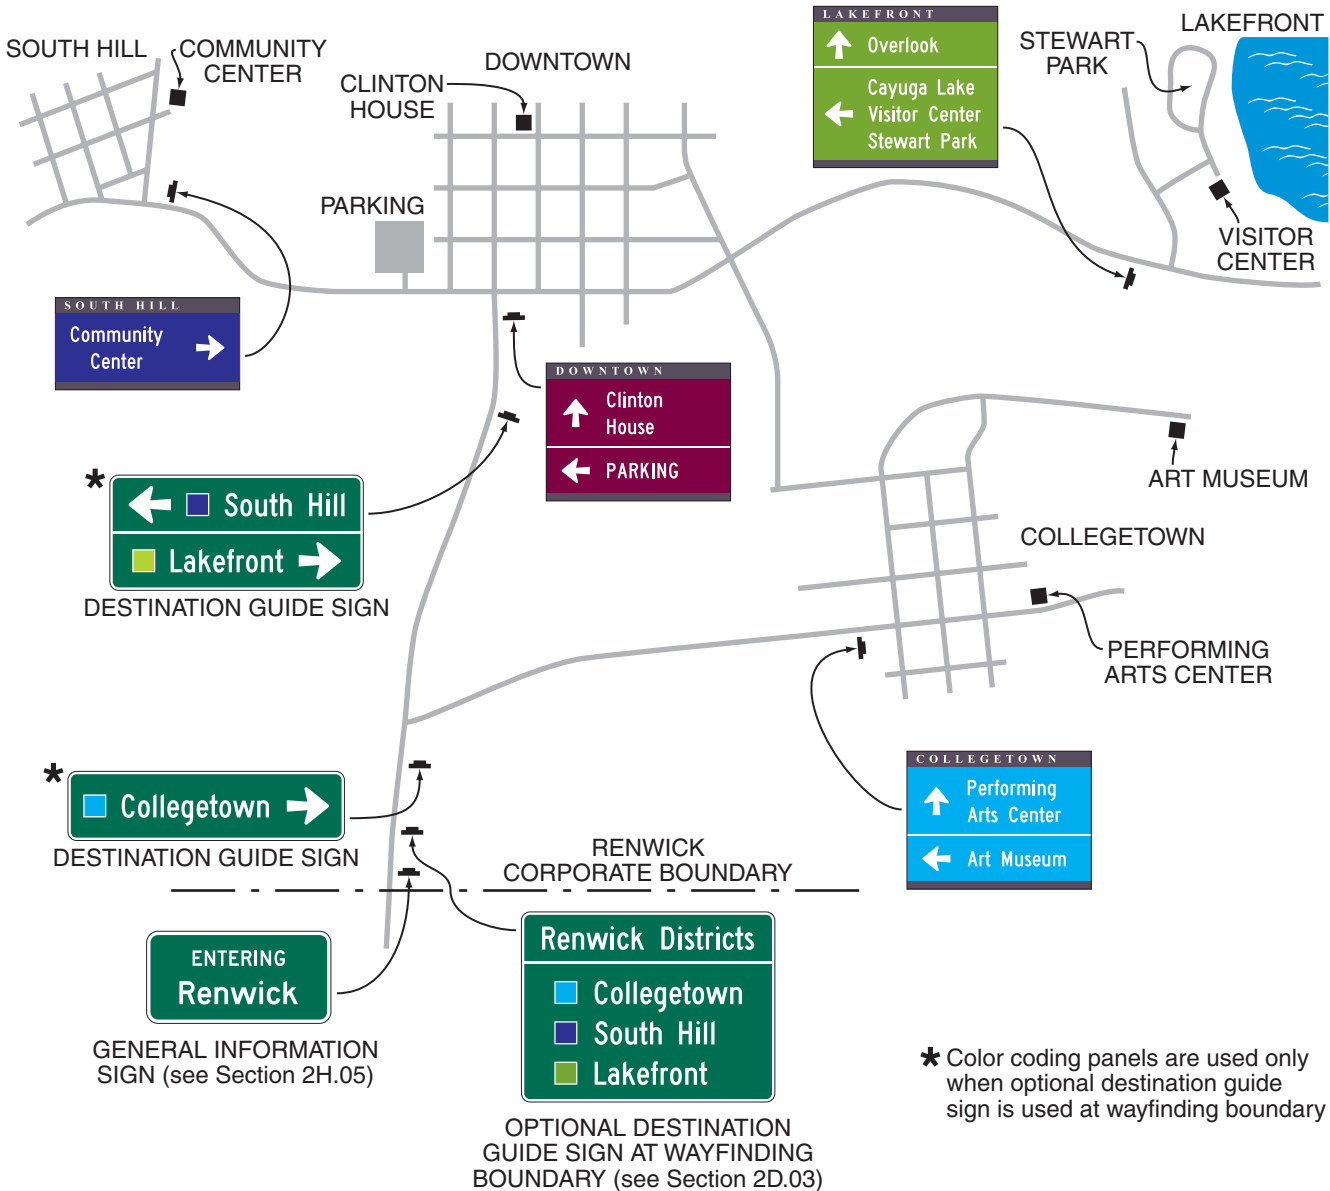 SOUTH HILL
COMMUNITY
CENTER
CLINTON
HOUSE
DOWNTOWN
PARKING
LAKEFRONT
Overlook
Cayuga Lake
Visitor Center
Stewart Park
STEWART
PARK
LAKEFRONT
VISITOR
CENTER
SOUTH HILL
Community
Center
DOWNTOWN
Clinton
House
PARKING
*
South Hill
Lakefront
DESTINATION GUIDE SIGN
ART MUSEUM
COLLEGETOWN
PERFORMING
ARTS CENTER
*
Collegetown
DESTINATION GUIDE SIGN
COLLEGETOWN
Performing
Arts Center
Art Museum
RENWICK
CORPORATE BOUNDARY
ENTERING
Renwick
GENERAL INFORMATION
SIGN (see Section 2H.05)
Renwick Districts
Collegetown
South Hill
Lakefront
OPTIONAL DESTINATION
GUIDE SIGN AT WAYFINDING
BOUNDARY (see Section 2D.03)
* Color coding panels are used only
when optional destination guide
sign is used at wayfinding boundary